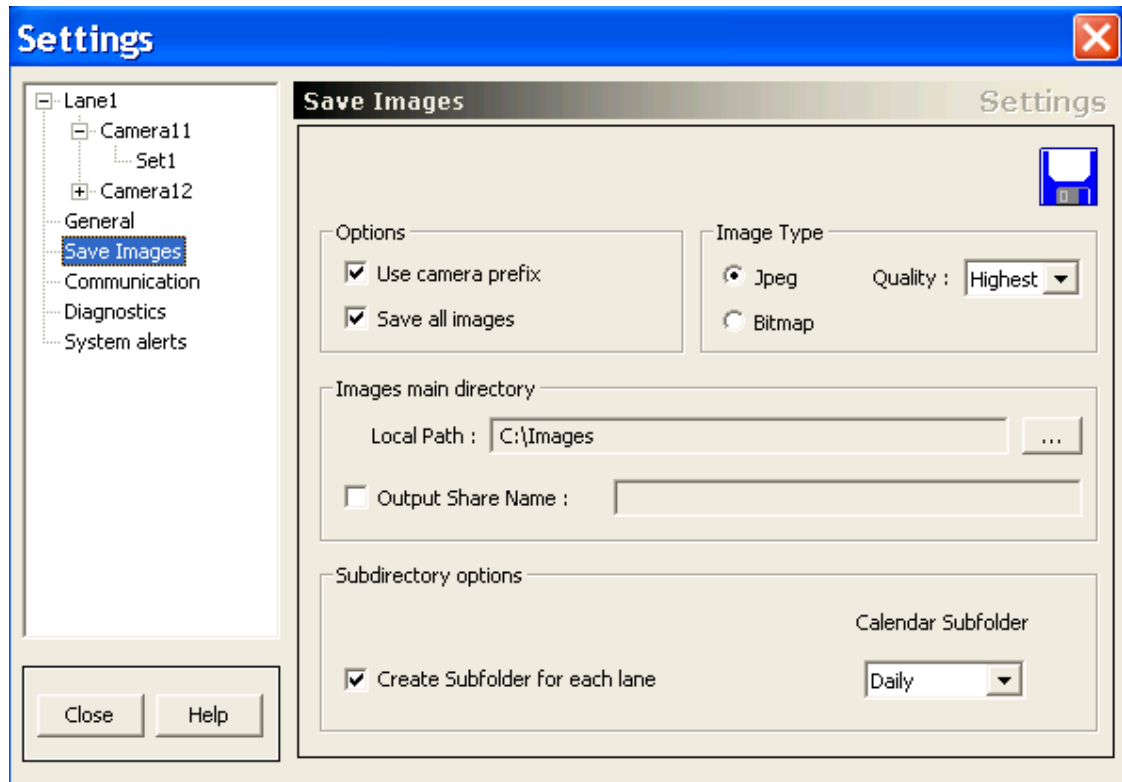 Settings
Lane1
Camera11
Set1
Camera12
General
Save Images
Communication
Diagnostics
System alerts
Close
Help
Save Images
Settings
Options
Use camera prefix
Save all images
Image Type
Jpeg
Quality :
Highest
Bitmap
Images main directory
Local Path :
C:\Images
...
Output Share Name :
Subdirectory options
Calendar Subfolder
Create Subfolder for each lane
Daily